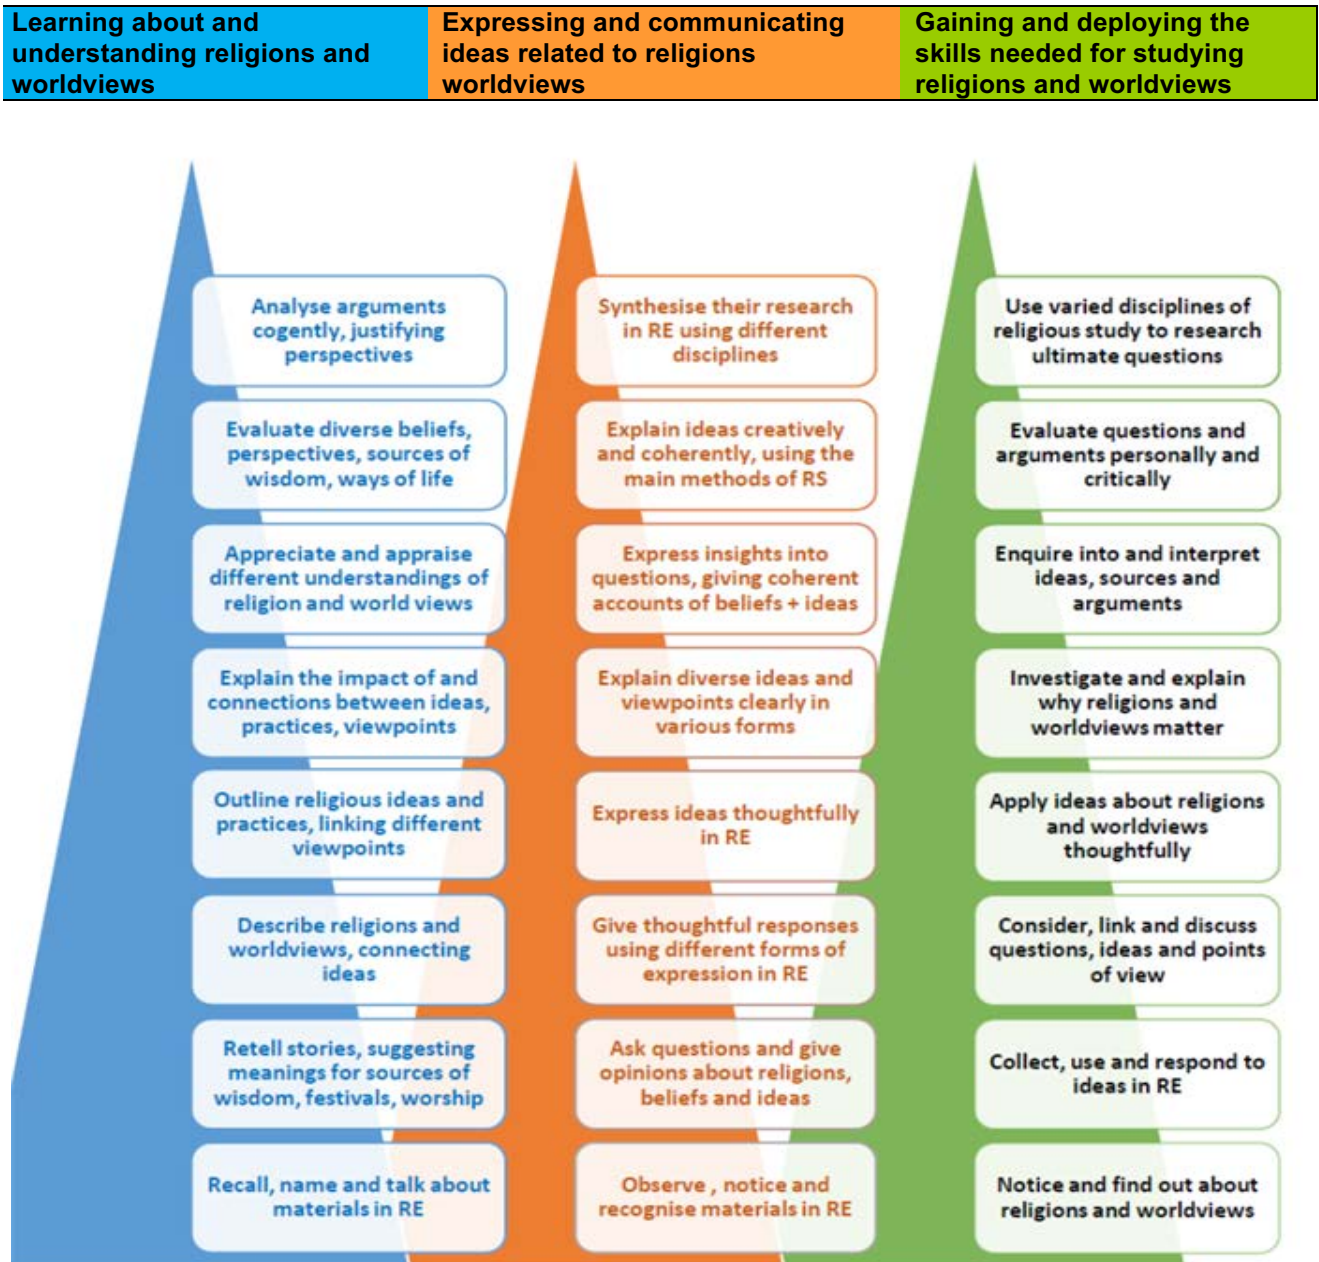 Learning about and
understanding religions and
worldviews
Expressing and communicating
ideas related to religions
worldviews
Gaining and deploying the
skills needed for studying
religions and worldviews
Analyse arguments
cogently, justifying
perspectives
Evaluate diverse beliefs,
perspectives, sources of
wisdom, ways of life
Appreciate and appraise
different understandings of
religion and world views
Explain the impact of and
connections between ideas,
practices, viewpoints
Outline religious ideas and
practices, linking different
viewpoints
Describe religions and
worldviews, connecting
ideas
Retell stories, suggesting
meanings for sources of
wisdom, festivals, worship
Recall, name and talk about
materials in RE
Synthesise their research
in RE using different
disciplines
Explain ideas creatively
and coherently, using the
main methods of RS
Express insights into
questions, giving coherent
accounts of beliefs + ideas
Explain diverse ideas and
viewpoints clearly in
various forms
Express ideas thoughtfully
in RE
Give thoughtful responses
using different forms of
expression in RE
Ask questions and give
opinions about religions,
beliefs and ideas
Observe , notice and
recognise materials in RE
Use varied disciplines of
religious study to research
ultimate questions
Evaluate questions and
arguments personally and
critically
Enquire into and interpret
ideas, sources and
arguments
Investigate and explain
why religions and
worldviews matter
Apply ideas about religions
and worldviews
thoughtfully
Consider, link and discuss
questions, ideas and points
of view
Collect, use and respond to
ideas in RE
Notice and find out about
religions and worldviews